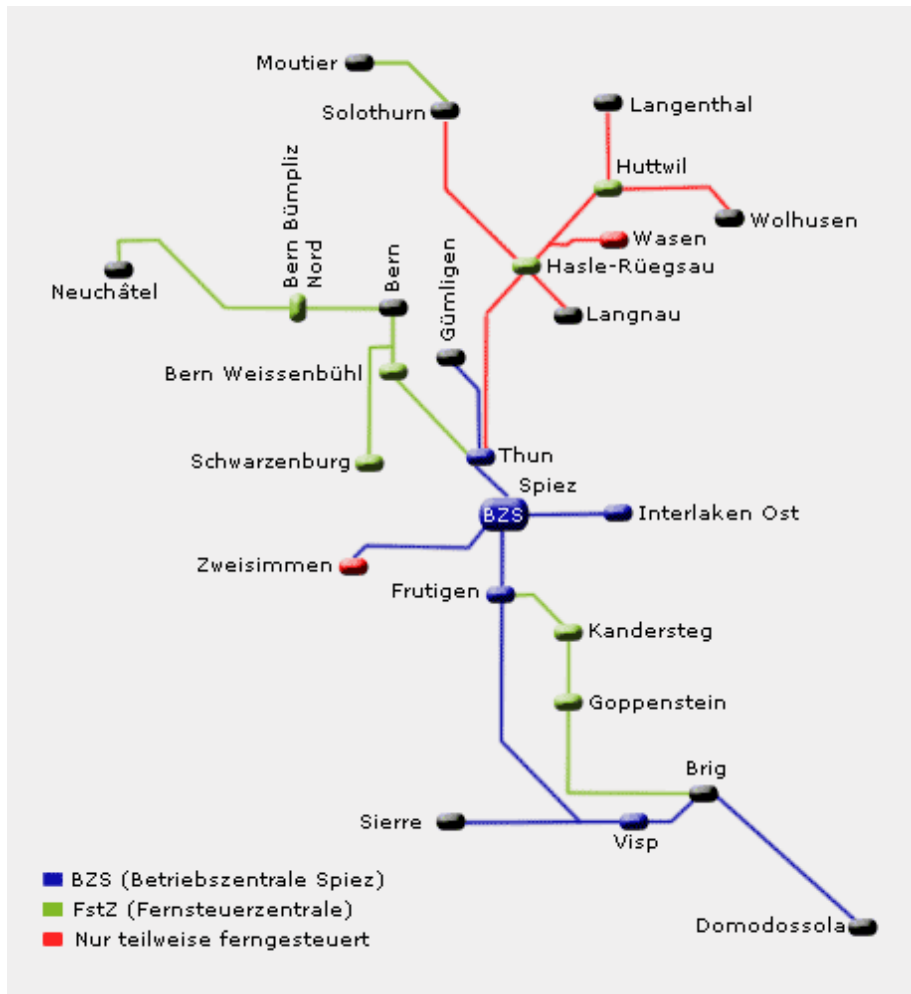 Moutier
Solothurn
Langenthal
Huttwil
Wolhusen
Wasen
Hasle-Rüegsau
Langnau
Bern Bümpliz
Nord
Bern
Gümligen
Neuchâtel
Bern Weissenbühl
Schwarzenburg
Thun
Spiez
BZS
Interlaken Ost
Zweisimmen
Frutigen
Kandersteg
Goppenstein
Brig
Sierre
Visp
Domodossola
BZS (Betriebszentrale Spiez)
FstZ (Fernsteuerzentrale)
Nur teilweise ferngesteuert